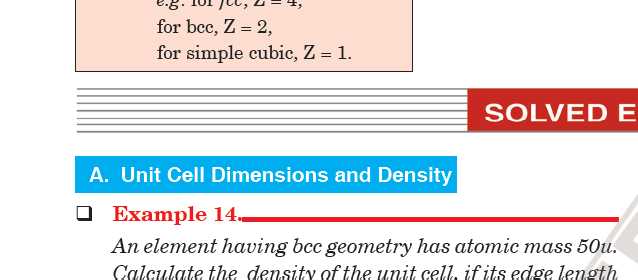 e.g. for fcc, Z = 4,
for bcc, Z = 2,
for simple cubic, Z = 1.
SOLVED E
A. Unit Cell Dimensions and Density
❑ Example 14.
An element having bcc geometry has atomic mass 50u.
Calculate the density of the unit cell, if its edge length